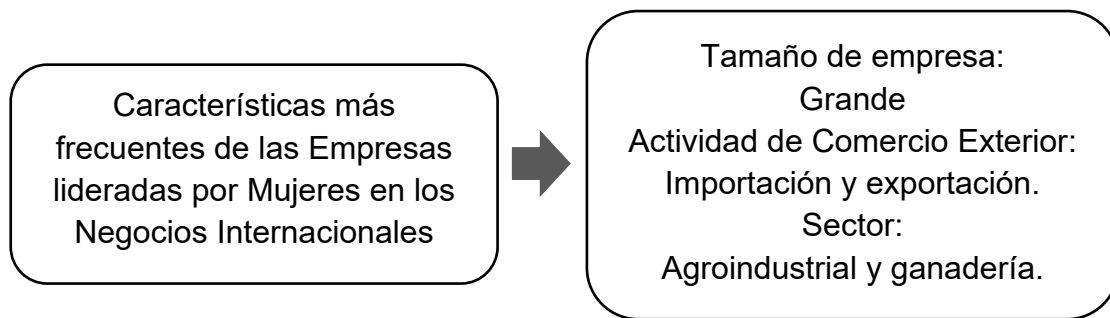 Características más
frecuentes de las Empresas
lideradas por Mujeres en los
Negocios Internacionales
Tamaño de empresa:
Grande
Actividad de Comercio Exterior:
Importación y exportación.
Sector:
Agroindustrial y ganadería.